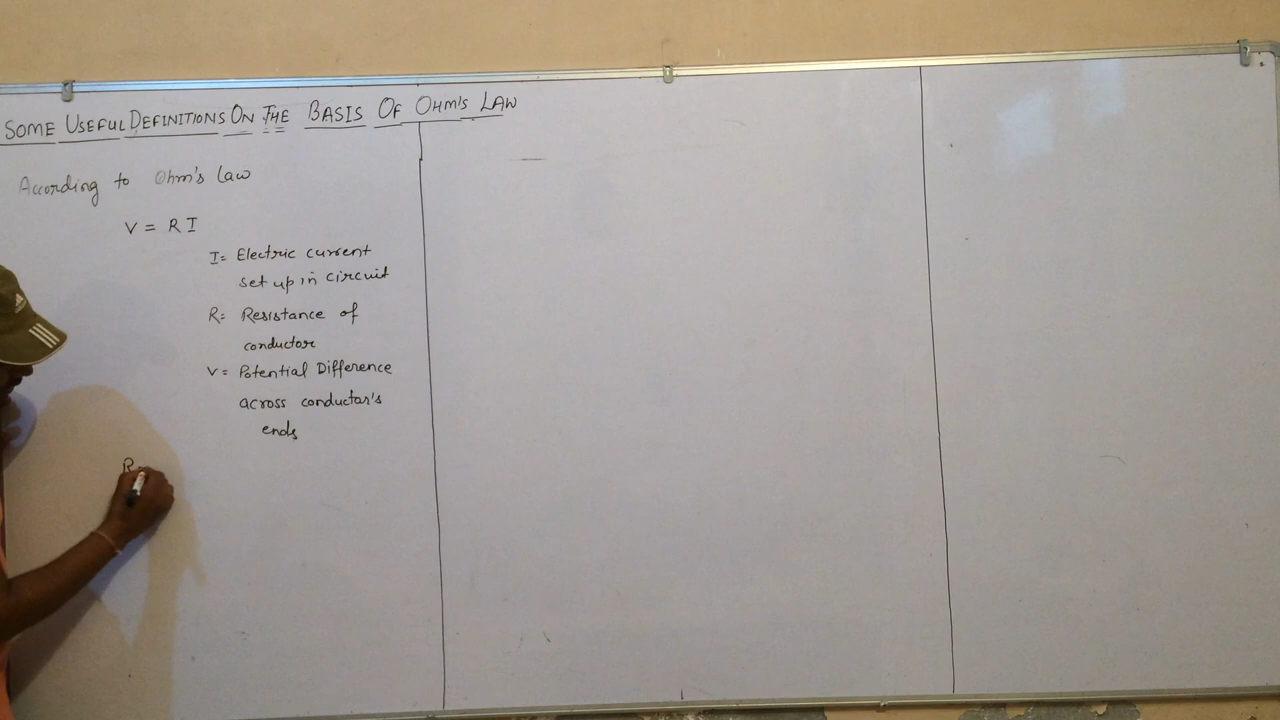 SOME USEFUL DEFINITIONS ON THE BASIS OF OHM'S LAW
According to Ohm's Law
V = R I
I= Electric current
set up in circuit
R= Resistance of
conductor
V= Potential Difference
across conductor's
ends
R
adidas